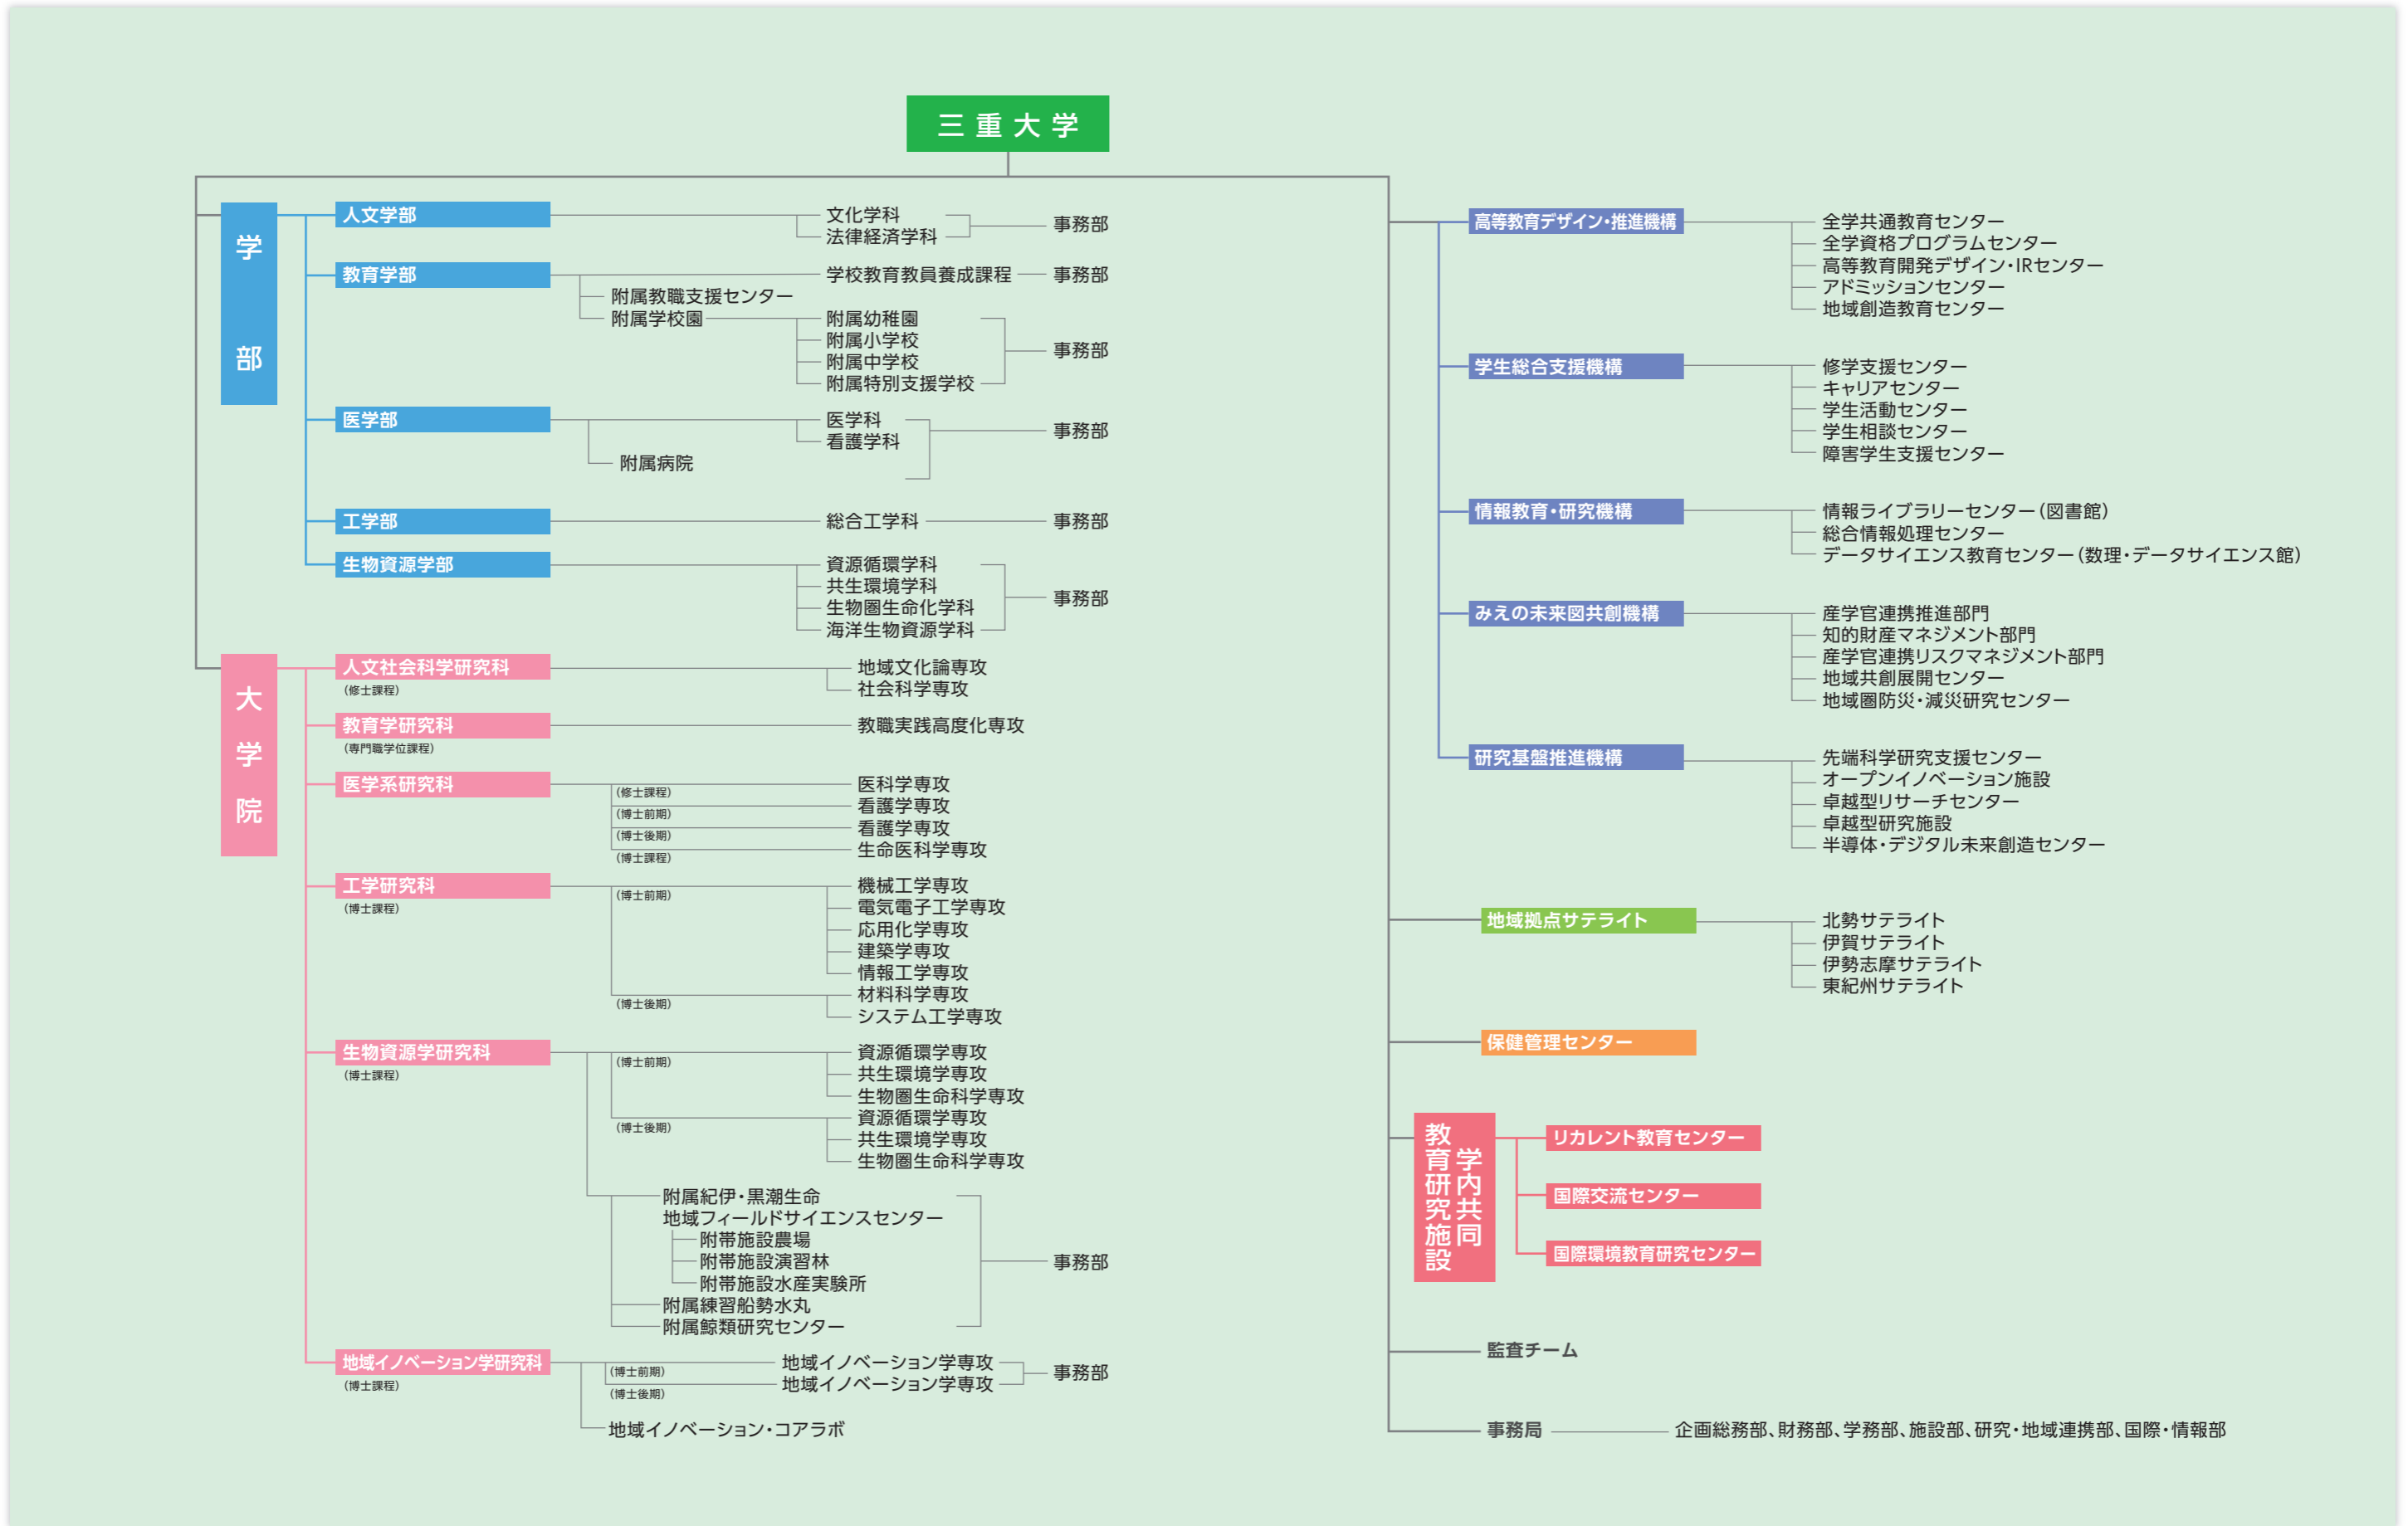 三重大学
学部
人文学部
文化学科
法律経済学科
事務部
教育学部
学校教育教員養成課程
事務部
附属教職支援センター
附属学校園
附属幼稚園
附属小学校
附属中学校
附属特別支援学校
事務部
医学部
医学科
看護学科
附属病院
事務部
工学部
総合工学科
事務部
生物資源学部
資源循環学科
共生環境学科
生物圏生命化学科
海洋生物資源学科
事務部
大学院
人文社会科学研究科
(修士課程)
地域文化論専攻
社会科学専攻
教育学研究科
(専門職学位課程)
教職実践高度化専攻
医学系研究科
(修士課程)
医科学専攻
(博士前期)
看護学専攻
(博士後期)
看護学専攻
(博士課程)
生命医科学専攻
工学研究科
(博士課程)
(博士前期)
機械工学専攻
電気電子工学専攻
応用化学専攻
建築学専攻
情報工学専攻
(博士後期)
材料科学専攻
システム工学専攻
生物資源学研究科
(博士課程)
(博士前期)
資源循環学専攻
共生環境学専攻
生物圏生命科学専攻
(博士後期)
資源循環学専攻
共生環境学専攻
生物圏生命科学専攻
附属紀伊・黒潮生命
地域フィールドサイエンスセンター
附帯施設農場
附帯施設演習林
附帯施設水産実験所
附属練習船勢水丸
附属鯨類研究センター
事務部
地域イノベーション学研究科
(博士課程)
(博士前期)
地域イノベーション学専攻
(博士後期)
地域イノベーション学専攻
事務部
地域イノベーション・コアラボ
高等教育デザイン・推進機構
全学共通教育センター
全学資格プログラムセンター
高等教育開発デザイン・IRセンター
アドミッションセンター
地域創造教育センター
学生総合支援機構
修学支援センター
キャリアセンター
学生活動センター
学生相談センター
障害学生支援センター
情報教育・研究機構
情報ライブラリーセンター(図書館)
総合情報処理センター
データサイエンス教育センター(数理・データサイエンス館)
みえの未来図共創機構
産学官連携推進部門
知的財産マネジメント部門
産学官連携リスクマネジメント部門
地域共創展開センター
地域圏防災・減災研究センター
研究基盤推進機構
先端科学研究支援センター
オープンイノベーション施設
卓越型リサーチセンター
卓越型研究施設
半導体・デジタル未来創造センター
地域拠点サテライト
北勢サテライト
伊賀サテライト
伊勢志摩サテライト
東紀州サテライト
保健管理センター
学内共同
教育研究施設
リカレント教育センター
国際交流センター
国際環境教育研究センター
監査チーム
事務局
企画総務部、財務部、学務部、施設部、研究・地域連携部、国際・情報部